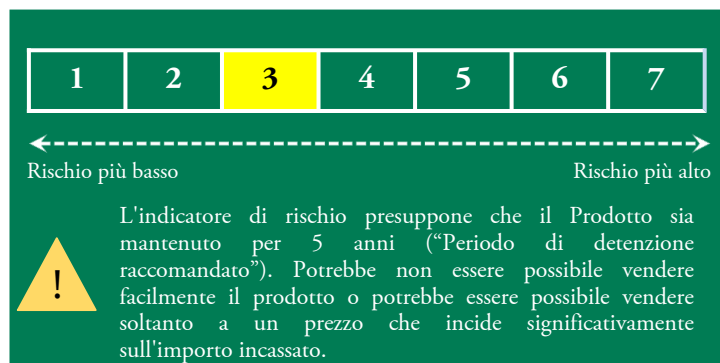 1 2 3 4 5 6 7
Rischio più basso Rischio più alto
L'indicatore di rischio presuppone che il Prodotto sia
mantenuto per 5 anni (“Periodo di detenzione
raccomandato”). Potrebbe non essere possibile vendere
facilmente il prodotto o potrebbe essere possibile vendere
soltanto a un prezzo che incide significativamente
sull'importo incassato.
!